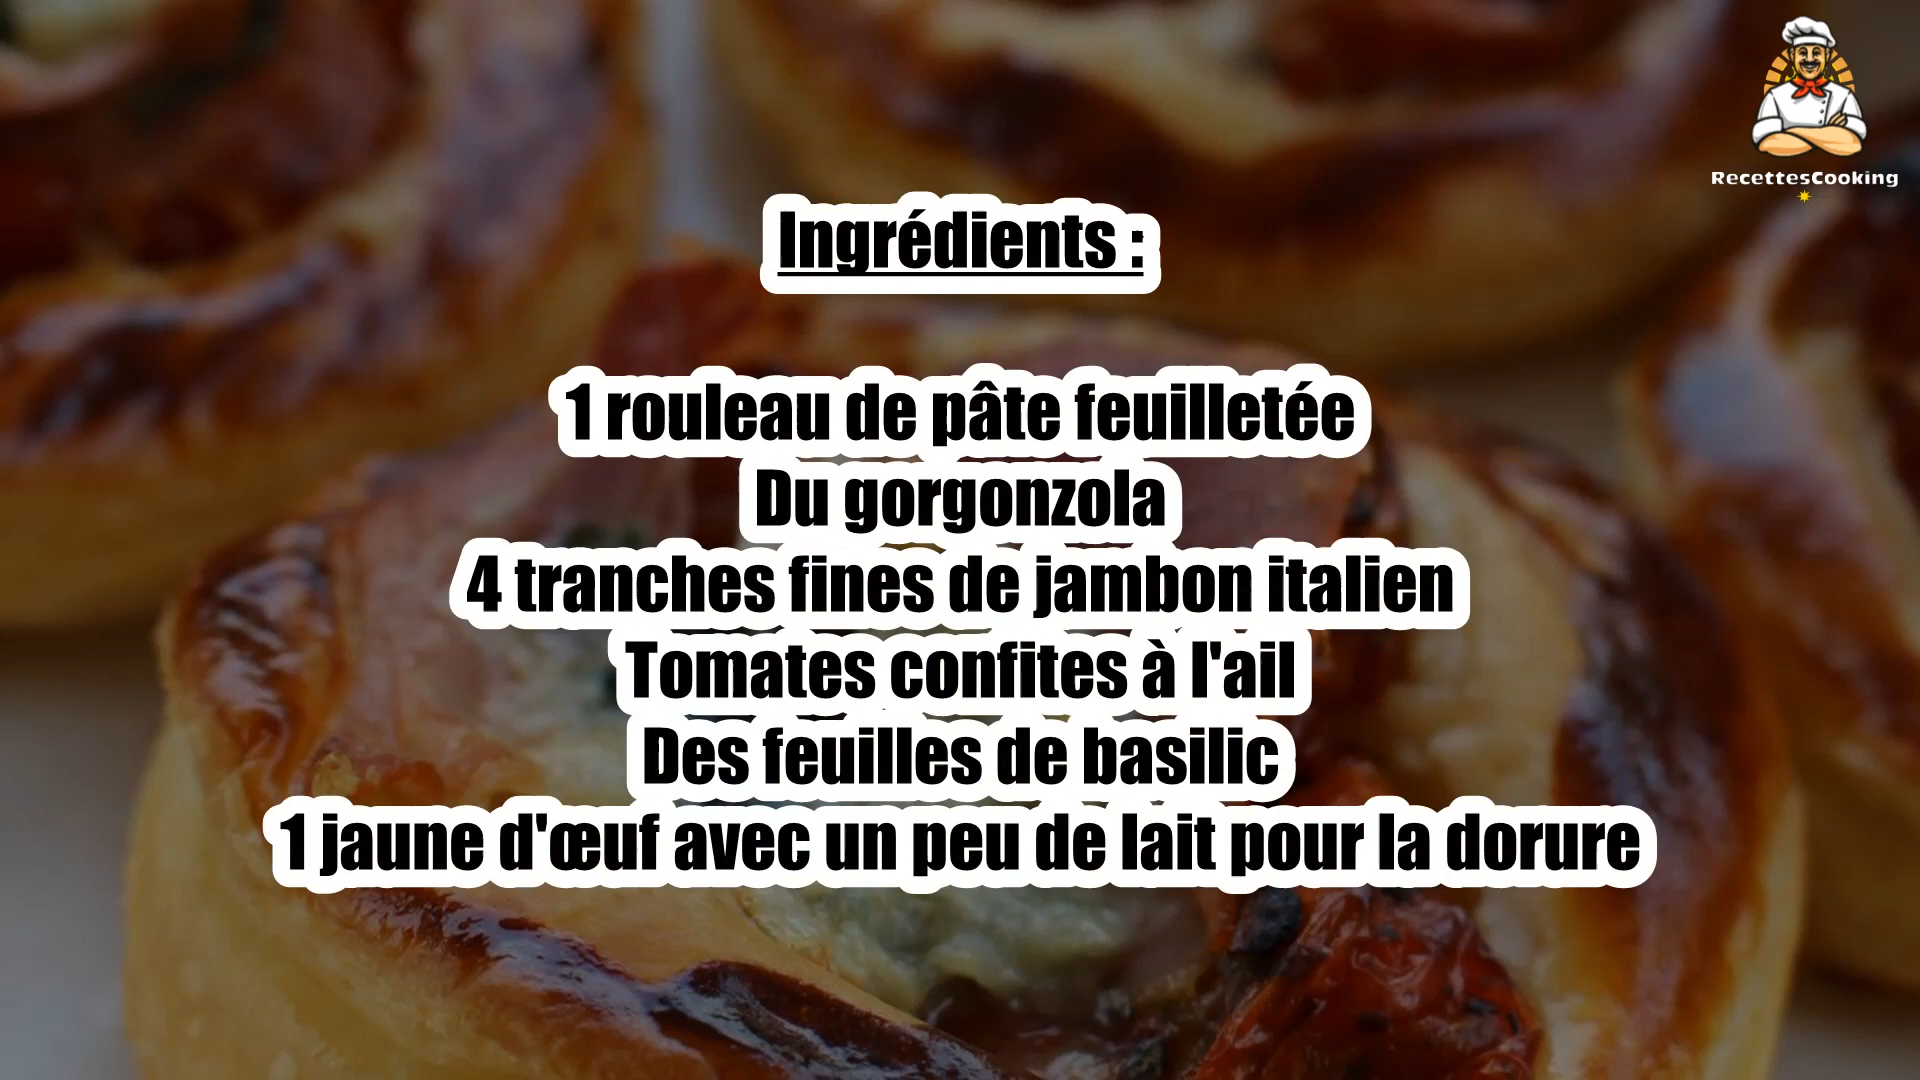 RecettesCooking
Ingrédients :
1 rouleau de pâte feuilletée
Du gorgonzola
4 tranches fines de jambon italien
Tomates confites à l'ail
Des feuilles de basilic
1 jaune d'œuf avec un peu de lait pour la dorure